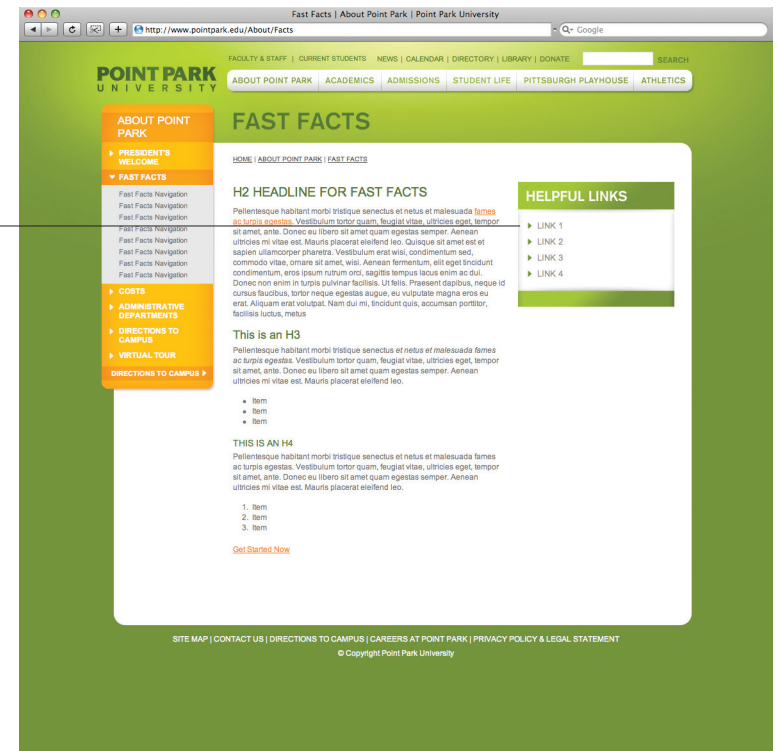 Fast Facts | About Point Park | Point Park University
http://www.pointpark.edu/About/Facts
Google
FACULTY & STAFF | CURRENT STUDENTS NEWS | CALENDAR | DIRECTORY | LIBRARY | DONATE SEARCH
POINT PARK
UNIVERSITY
ABOUT POINT PARK ACADEMICS ADMISSIONS STUDENT LIFE PITTSBURGH PLAYHOUSE ATHLETICS
ABOUT POINT
PARK
PRESIDENT'S
WELCOME
FAST FACTS
Fast Facts Navigation
Fast Facts Navigation
Fast Facts Navigation
Fast Facts Navigation
Fast Facts Navigation
Fast Facts Navigation
Fast Facts Navigation
Fast Facts Navigation
COSTS
ADMINISTRATIVE
DEPARTMENTS
DIRECTIONS TO
CAMPUS
VIRTUAL TOUR
DIRECTIONS TO CAMPUS
FAST FACTS
HOME | ABOUT POINT PARK | FAST FACTS
H2 HEADLINE FOR FAST FACTS
Pellentesque habitant morbi tristique senectus et netus et malesuada fames
ac turpis egestas. Vestibulum tortor quam, feugiat vitae, ultricies eget, tempor
sit amet, ante. Donec eu libero sit amet quam egestas semper. Aenean
ultricies mi vitae est. Mauris placerat eleifend leo. Quisque sit amet est et
sapien ullamcorper pharetra. Vestibulum erat wisi, condimentum sed,
commodo vitae, ornare sit amet, wisi. Aenean fermentum, elit eget tincidunt
condimentum, eros ipsum rutrum orci, sagittis tempus lacus enim ac dui.
Donec non enim in turpis pulvinar facilisis. Ut felis. Praesent dapibus, neque id
cursus faucibus, tortor neque egestas augue, eu vulputate magna eros eu
erat. Aliquam erat volutpat. Nam dui mi, tincidunt quis, accumsan porttitor,
facilisis luctus, metus
This is an H3
Pellentesque habitant morbi tristique senectus et netus et malesuada fames
ac turpis egestas. Vestibulum tortor quam, feugiat vitae, ultricies eget, tempor
sit amet, ante. Donec eu libero sit amet quam egestas semper. Aenean
ultricies mi vitae est. Mauris placerat eleifend leo.
Item
Item
Item
THIS IS AN H4
Pellentesque habitant morbi tristique senectus et netus et malesuada fames
ac turpis egestas. Vestibulum tortor quam, feugiat vitae, ultricies eget, tempor
sit amet, ante. Donec eu libero sit amet quam egestas semper. Aenean
ultricies mi vitae est. Mauris placerat eleifend leo.
1. Item
2. Item
3. Item
Get Started Now
HELPFUL LINKS
LINK 1
LINK 2
LINK 3
LINK 4
SITE MAP | CONTACT US | DIRECTIONS TO CAMPUS | CAREERS AT POINT PARK | PRIVACY POLICY & LEGAL STATEMENT
© Copyright Point Park University